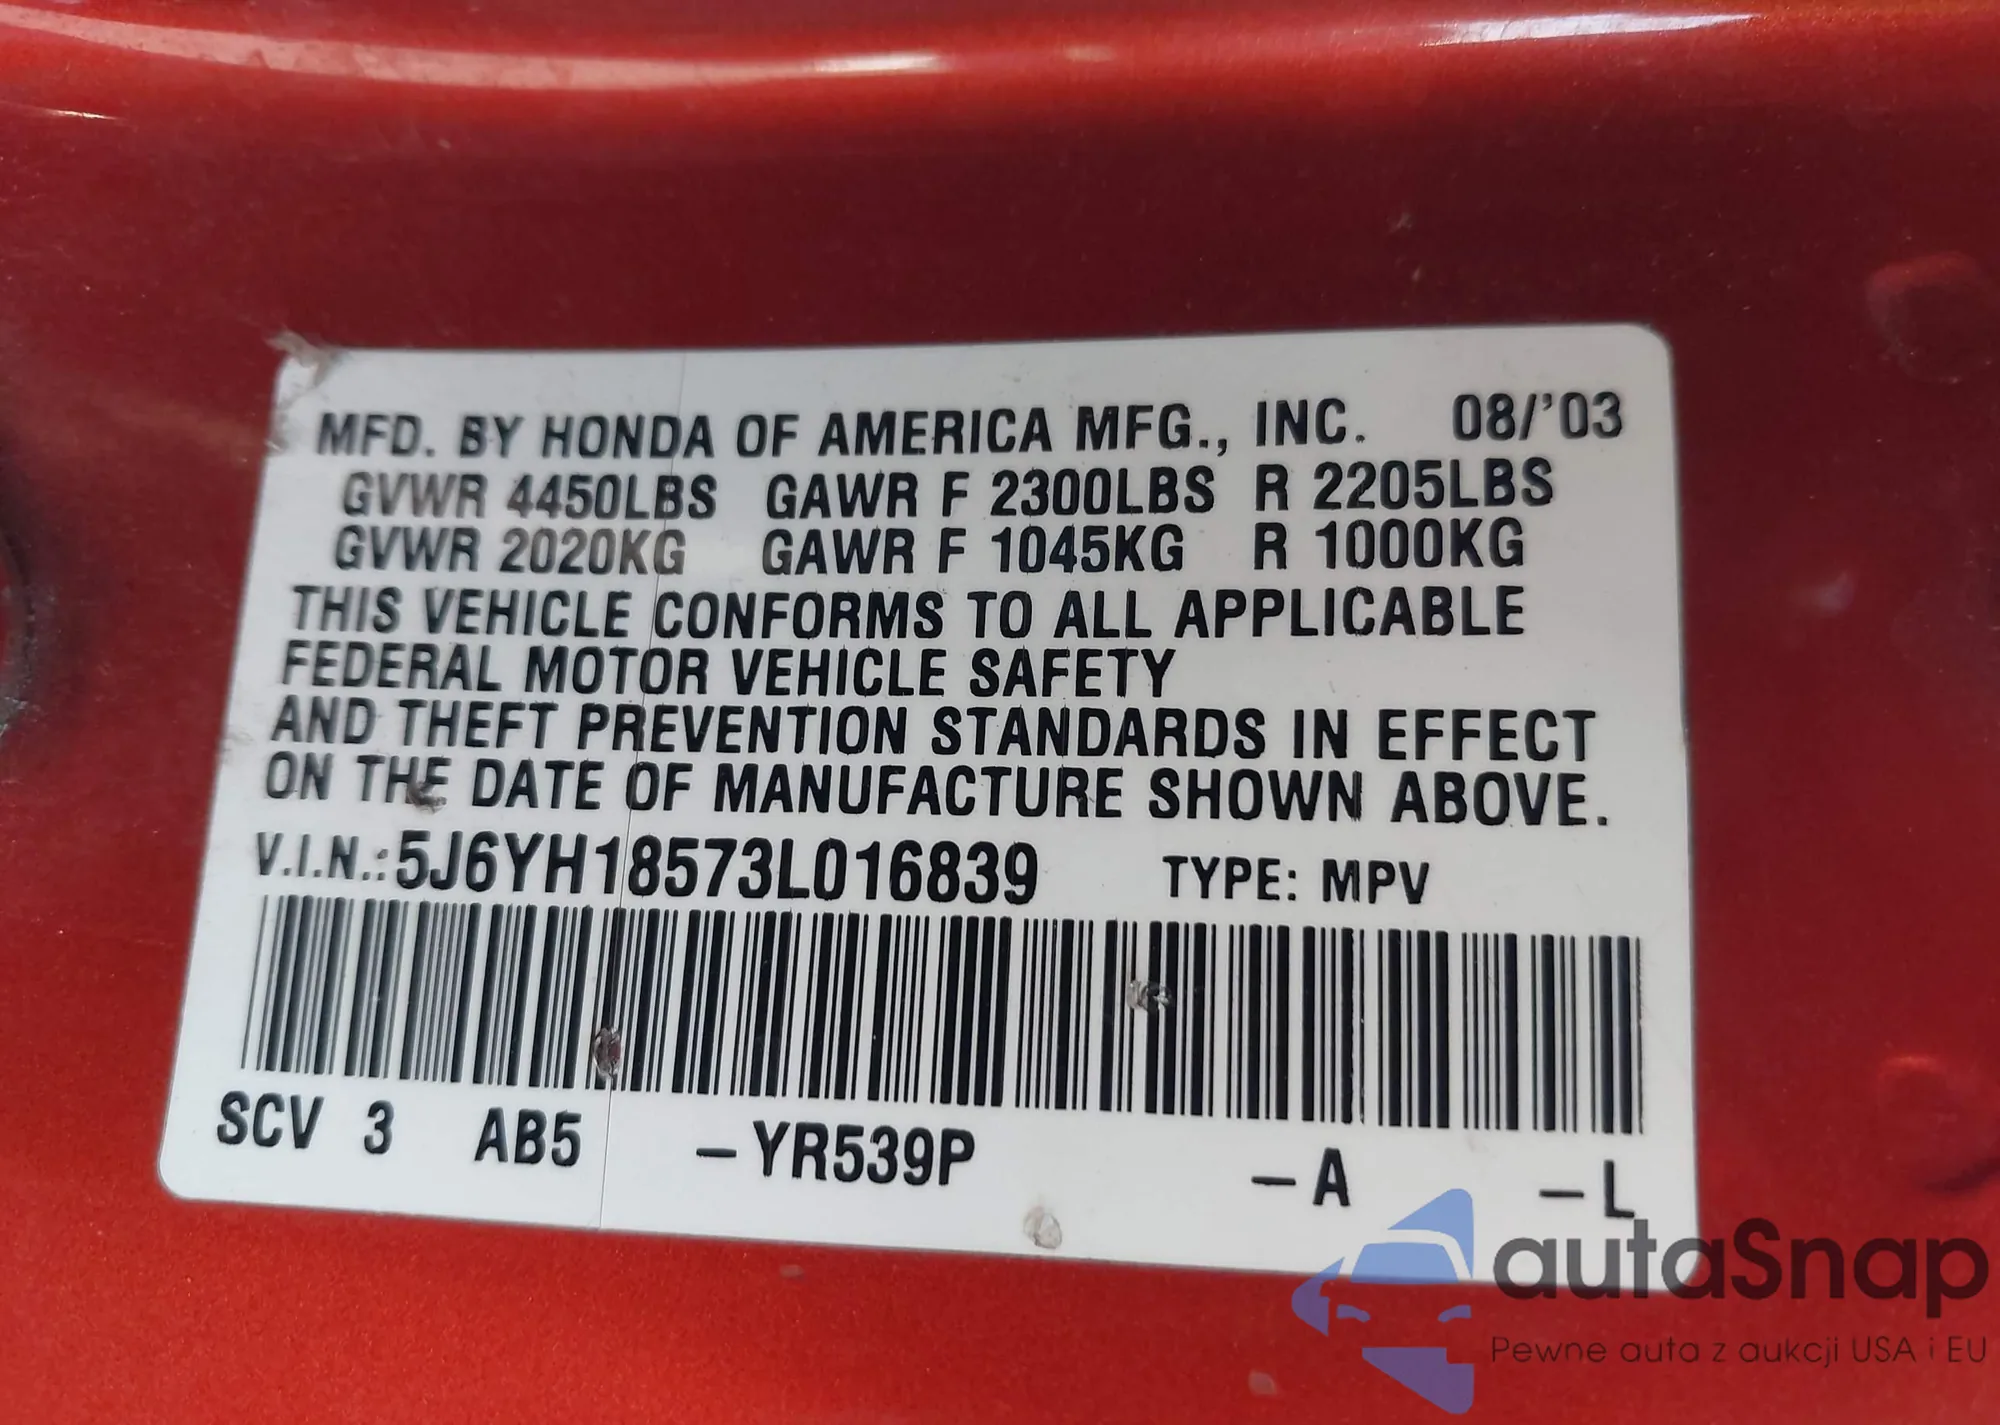 MFD. BY HONDA OF AMERICA MFG., INC. 08/'03
GVWR 4450LBS GAWR F 2300LBS R 2205LBS
GVWR 2020KG GAWR F 1045KG R 1000KG
THIS VEHICLE CONFORMS TO ALL APPLICABLE
FEDERAL MOTOR VEHICLE SAFETY
AND THEFT PREVENTION STANDARDS IN EFFECT
ON THE DATE OF MANUFACTURE SHOWN ABOVE.
V.I.N.: 5J6YH18573L016839 TYPE: MPV
SCV 3 AB5 –YR539P –A –L
autaSnap
Pewne auta z aukcji USA i EU